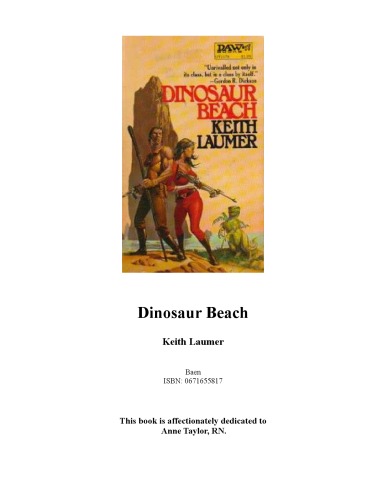 DAW
"Unrivalled not only in
its class, but in a class by itself."
—Gordon R. Dickson
DINOSAUR
BEACH
KEITH
LAUMER
Dinosaur Beach
Keith Laumer
Baen
ISBN: 0671655817
This book is affectionately dedicated to
Anne Taylor, RN.